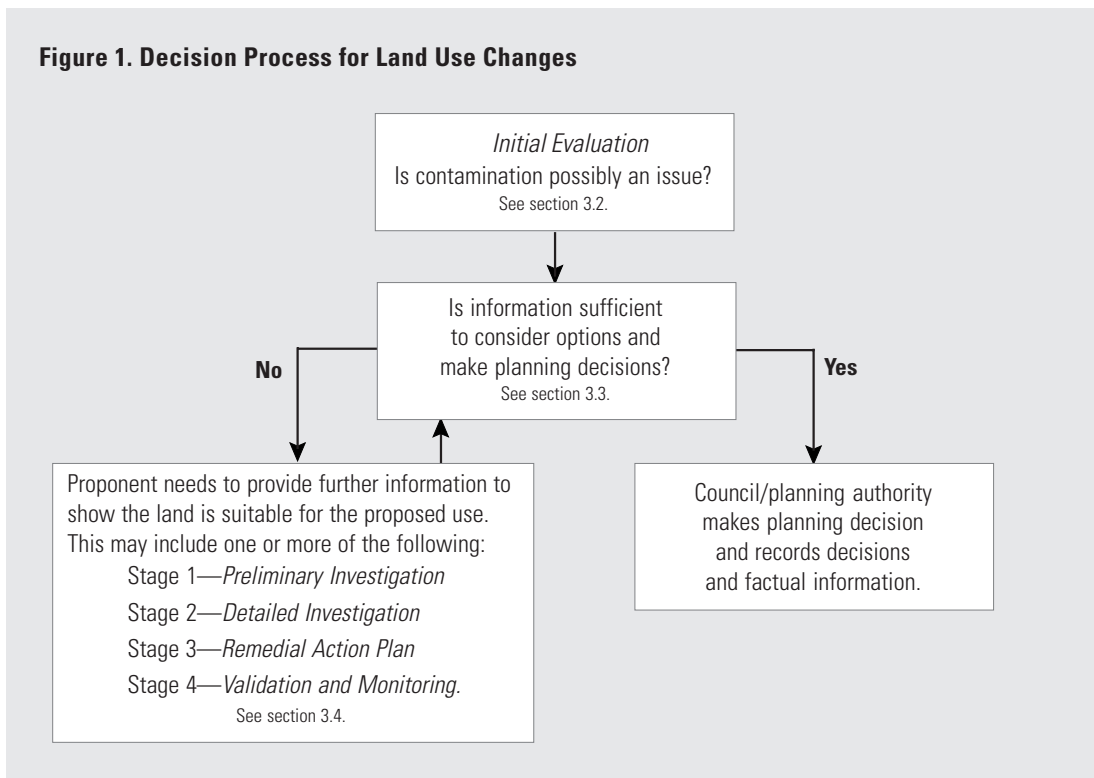 Figure 1. Decision Process for Land Use Changes
Initial Evaluation
Is contamination possibly an issue?
See section 3.2.
Is information sufficient
to consider options and
make planning decisions?
See section 3.3.
No
Yes
Proponent needs to provide further information to
show the land is suitable for the proposed use.
This may include one or more of the following:
Stage 1—Preliminary Investigation
Stage 2—Detailed Investigation
Stage 3—Remedial Action Plan
Stage 4—Validation and Monitoring.
See section 3.4.
Council/planning authority
makes planning decision
and records decisions
and factual information.